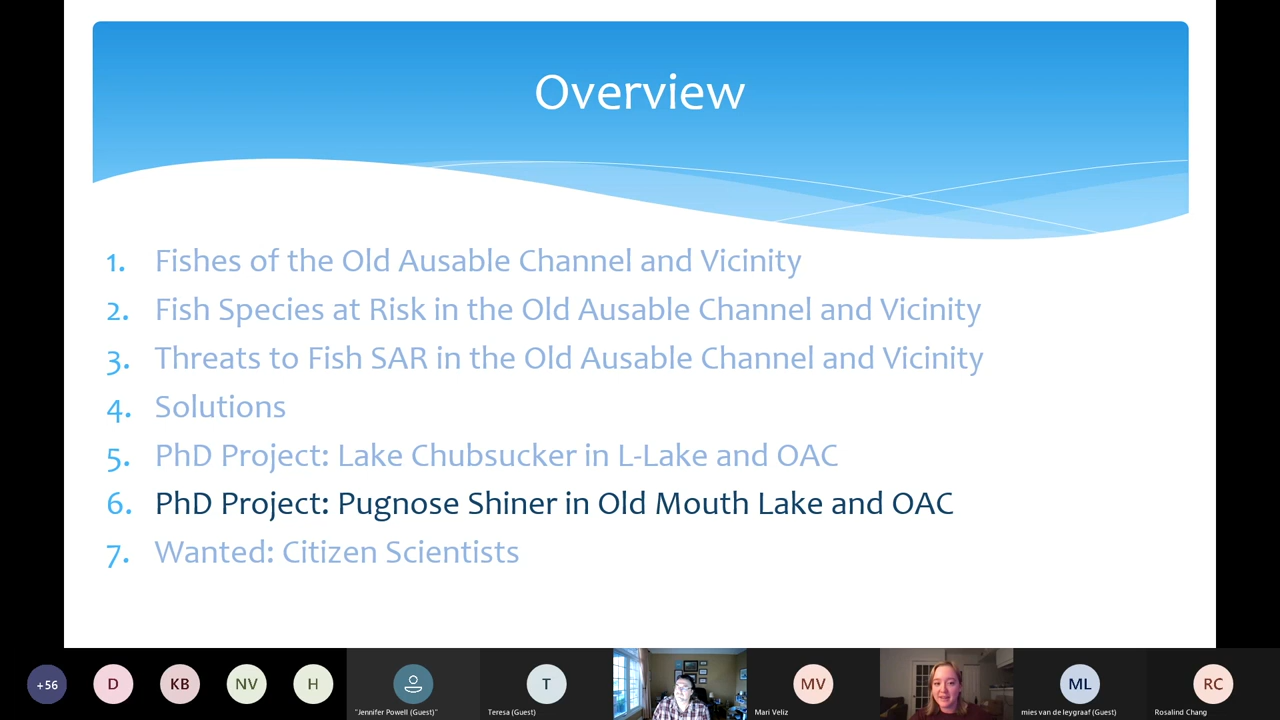 Overview
1. Fishes of the Old Ausable Channel and Vicinity
2. Fish Species at Risk in the Old Ausable Channel and Vicinity
3. Threats to Fish SAR in the Old Ausable Channel and Vicinity
4. Solutions
5. PhD Project: Lake Chubsucker in L-Lake and OAC
6. PhD Project: Pugnose Shiner in Old Mouth Lake and OAC
7. Wanted: Citizen Scientists
+56
D
KB
NV
H
"Jennifer Powell (Guest)"
T
Teresa (Guest)
MV
Mari Veliz
ML
mies van de leygraaf (Guest)
RC
Rosalind Chang